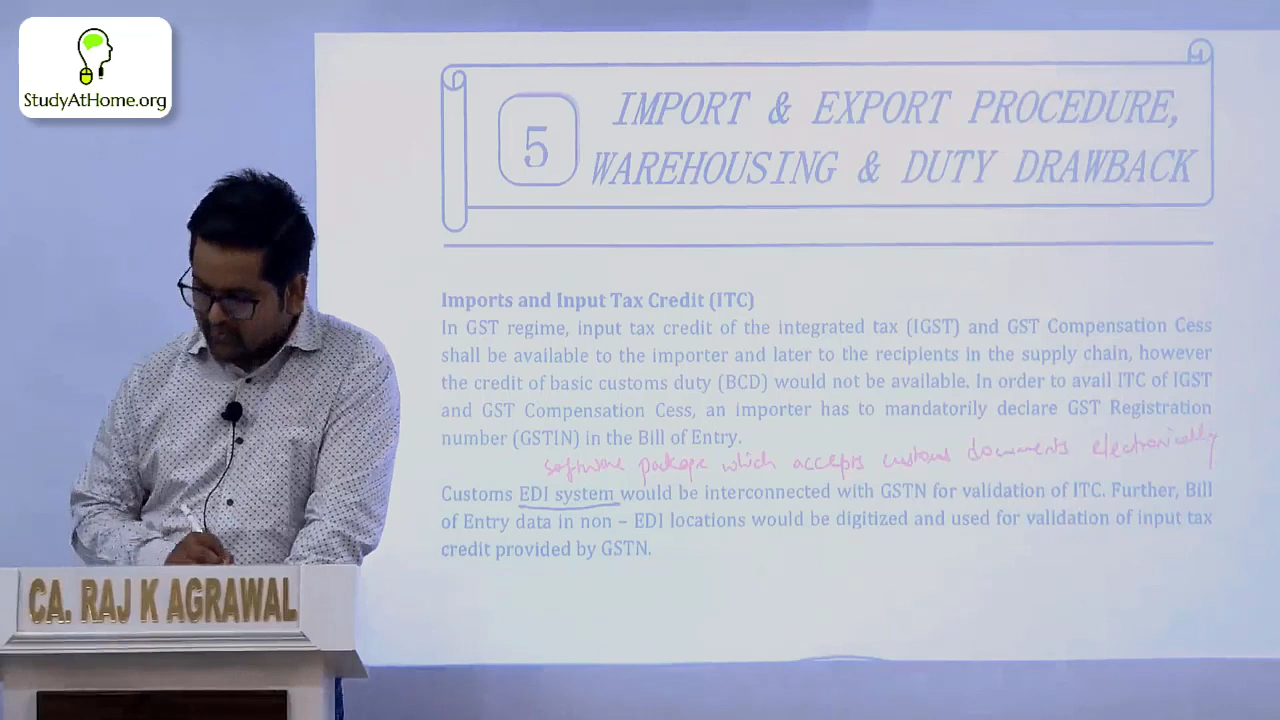 StudyAtHome.org
5
IMPORT & EXPORT PROCEDURE,
WAREHOUSING & DUTY DRAWBACK
Imports and Input Tax Credit (ITC)
In GST regime, input tax credit of the integrated tax (IGST) and GST Compensation Cess
shall be available to the importer and later to the recipients in the supply chain, however
the credit of basic customs duty (BCD) would not be available. In order to avail ITC of IGST
and GST Compensation Cess, an importer has to mandatorily declare GST Registration
number (GSTIN) in the Bill of Entry.
software package which accepts customs documents electronically
Customs EDI system would be interconnected with GSTN for validation of ITC. Further, Bill
of Entry data in non – EDI locations would be digitized and used for validation of input tax
credit provided by GSTN.
CA. RAJ K AGRAWAL